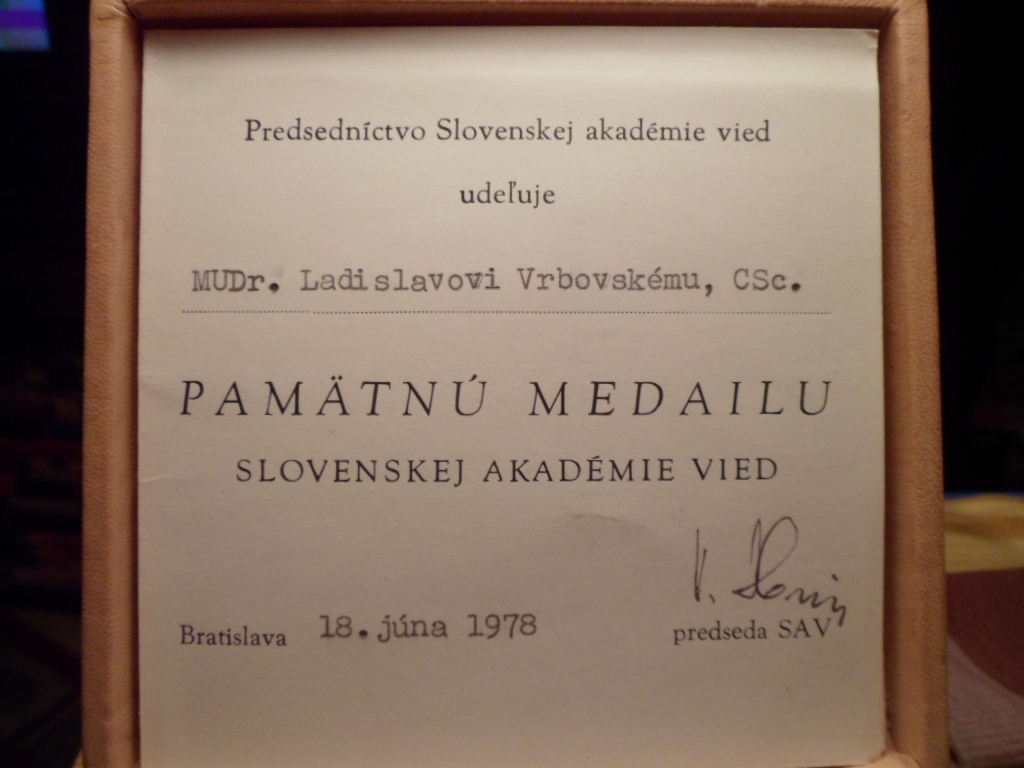 Predsedníctvo Slovenskej akadémie vied
udeľuje
MUDr. Ladislavovi Vrbovskému, CSc.
PAMÄTNÚ MEDAILU
SLOVENSKEJ AKADÉMIE VIED
Bratislava 18. júna 1978
predseda SAV